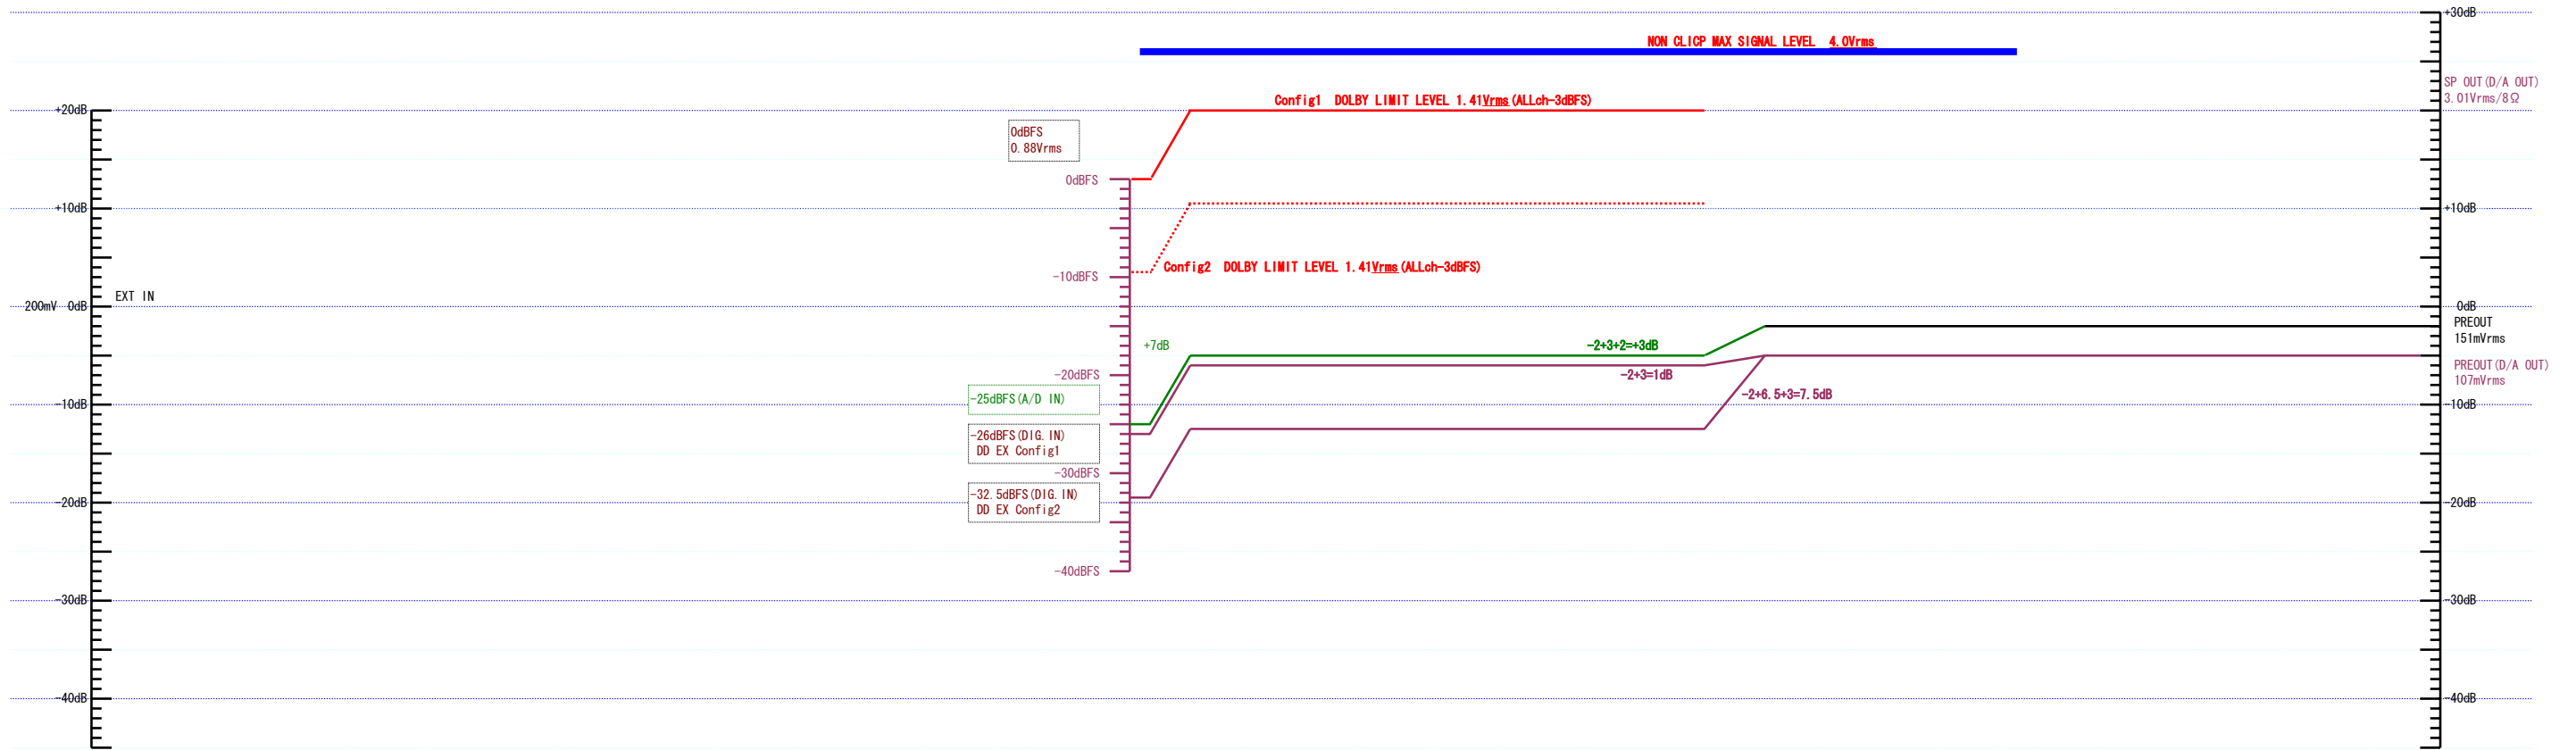 +30dB
NON CLICP MAX SIGNAL LEVEL 4.0Vrms
SP OUT(D/A OUT)
3.01Vrms/8Ω
Config1 DOLBY LIMIT LEVEL 1.41Vrms(ALLch-3dBFS)
+20dB
0dBFS
0.88Vrms
0dBFS
+10dB
+10dB
Config2 DOLBY LIMIT LEVEL 1.41Vrms(ALLch-3dBFS)
-10dBFS
EXT IN
200mV 0dB
0dB
PREOUT
151mVrms
+7dB
-2+3+2=+3dB
PREOUT(D/A OUT)
107mVrms
-20dBFS
-2+3=1dB
-2+6.5+3=7.5dB
-25dBFS(A/D IN)
-10dB
-10dB
-26dBFS(DIG.IN)
DD EX Config1
-30dBFS
-32.5dBFS(DIG.IN)
DD EX Config2
-20dB
-20dB
-40dBFS
-30dB
-30dB
-40dB
-40dB